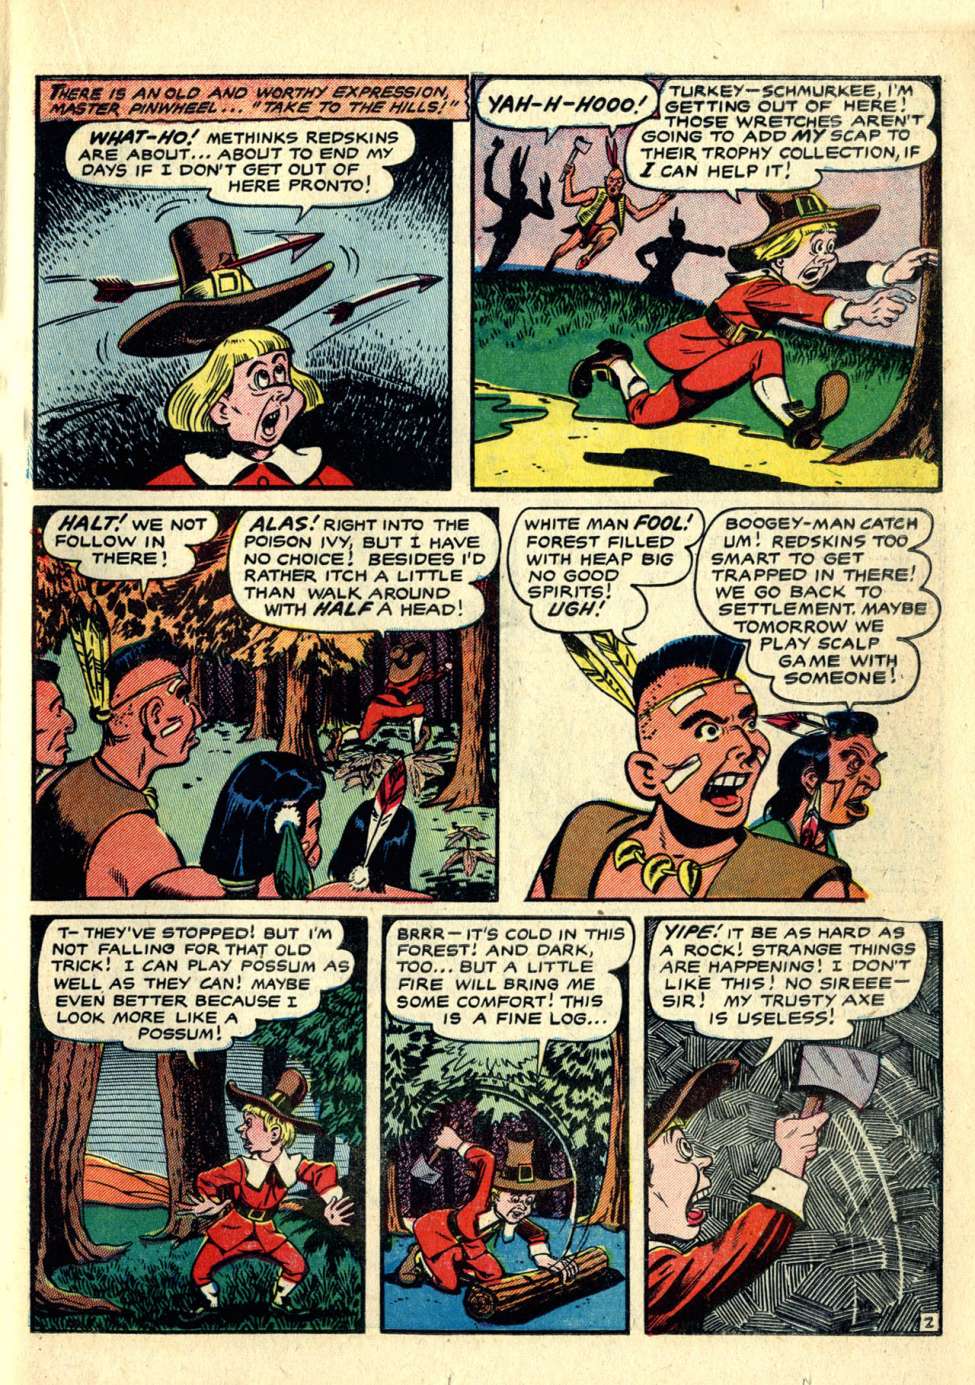 THERE IS AN OLD AND WORTHY EXPRESSION,
MASTER PINWHEEL... "TAKE TO THE HILLS!"
WHAT-HO! METHINKS REDSKINS
ARE ABOUT... ABOUT TO END MY
DAYS IF I DON'T GET OUT OF
HERE PRONTO!
YAH-H-HOOO!
TURKEY-SCHMURKEE, I'M
GETTING OUT OF HERE!
THOSE WRETCHES AREN'T
GOING TO ADD MY SCAP TO
THEIR TROPHY COLLECTION, IF
I CAN HELP IT!
HALT! WE NOT
FOLLOW IN
THERE!
ALAS! RIGHT INTO THE
POISON IVY, BUT I HAVE
NO CHOICE! BESIDES I'D
RATHER ITCH A LITTLE
THAN WALK AROUND
WITH HALF A HEAD!
WHITE MAN FOOL!
FOREST FILLED
WITH HEAP BIG
NO GOOD
SPIRITS!
UGH!
BOOGEY-MAN CATCH
UM! REDSKINS TOO
SMART TO GET
TRAPPED IN THERE!
WE GO BACK TO
SETTLEMENT. MAYBE
TOMORROW WE
PLAY SCALP
GAME WITH
SOMEONE!
T-THEY'VE STOPPED! BUT I'M
NOT FALLING FOR THAT OLD
TRICK! I CAN PLAY POSSUM AS
WELL AS THEY CAN! MAYBE
EVEN BETTER BECAUSE I
LOOK MORE LIKE A
POSSUM!
BRRR-IT'S COLD IN THIS
FOREST! AND DARK,
TOO... BUT A LITTLE
FIRE WILL BRING ME
SOME COMFORT! THIS
IS A FINE LOG...
YIPE! IT BE AS HARD AS
A ROCK! STRANGE THINGS
ARE HAPPENING! I DON'T
LIKE THIS! NO SIREEE-
SIR! MY TRUSTY AXE
IS USELESS!
2